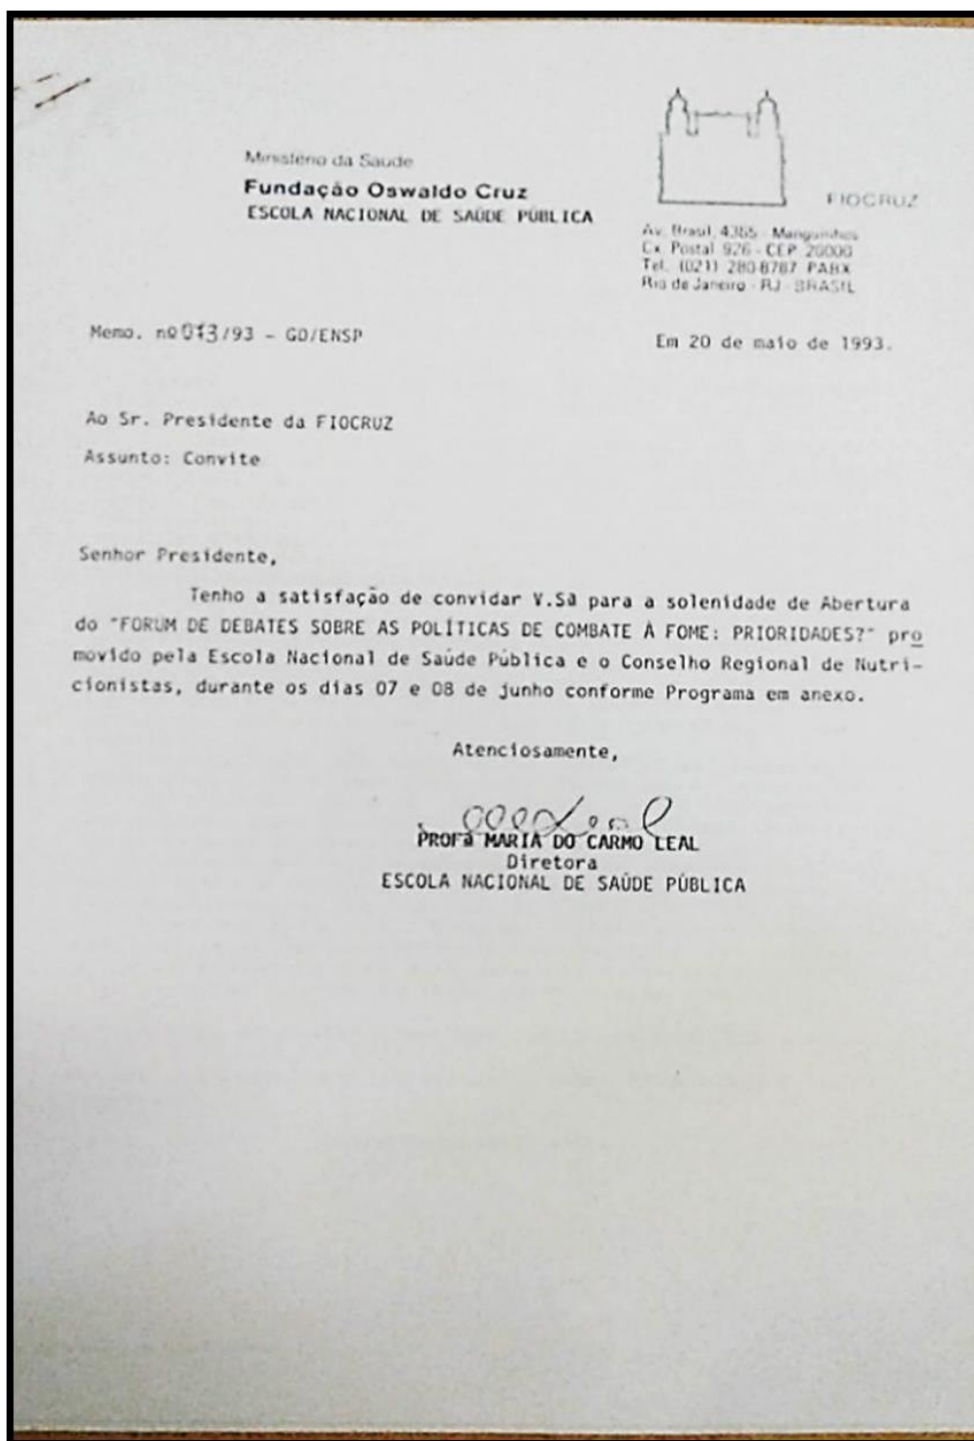 Ministério da Saúde
Fundação Oswaldo Cruz
ESCOLA NACIONAL DE SAÚDE PÚBLICA
FIOCRUZ
Av. Brasil, 4365 - Manguinhos
Cx. Postal 926 - CEP 20000
Tel. (021) 280-8787 PABX
Rio de Janeiro - RJ - BRASIL
Memo. nº 073/93 - GD/ENSP
Em 20 de maio de 1993.
Ao Sr. Presidente da FIOCRUZ
Assunto: Convite
Senhor Presidente,
Tenho a satisfação de convidar V.Sª para a solenidade de Abertura
do "FORUM DE DEBATES SOBRE AS POLÍTICAS DE COMBATE À FOME: PRIORIDADES?" pro
movido pela Escola Nacional de Saúde Pública e o Conselho Regional de Nutri-
cionistas, durante os dias 07 e 08 de junho conforme Programa em anexo.
Atenciosamente,
PROFª MARIA DO CARMO LEAL
Diretora
ESCOLA NACIONAL DE SAÚDE PÚBLICA